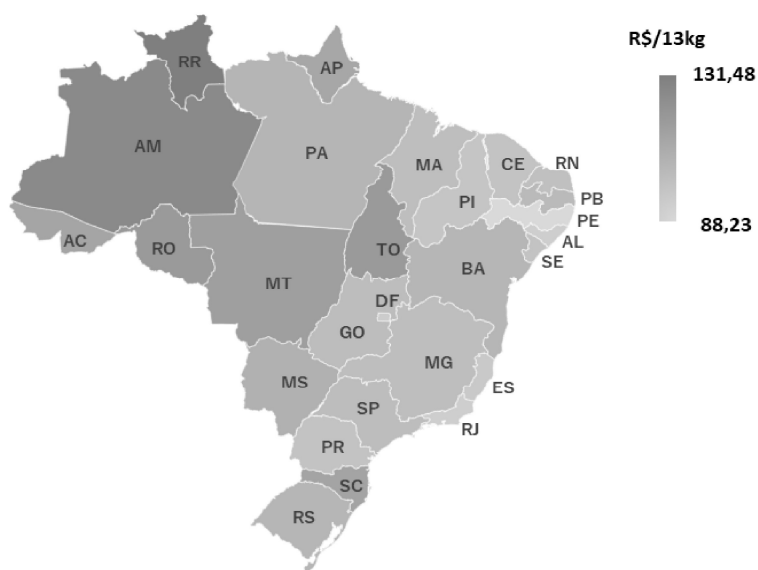 R$/13kg
131,48
88,23
RR
AP
AM
PA
MA
CE
RN
PI
PB
PE
AL
SE
AC
RO
TO
BA
MT
DF
GO
MG
MS
ES
SP
RJ
PR
SC
RS